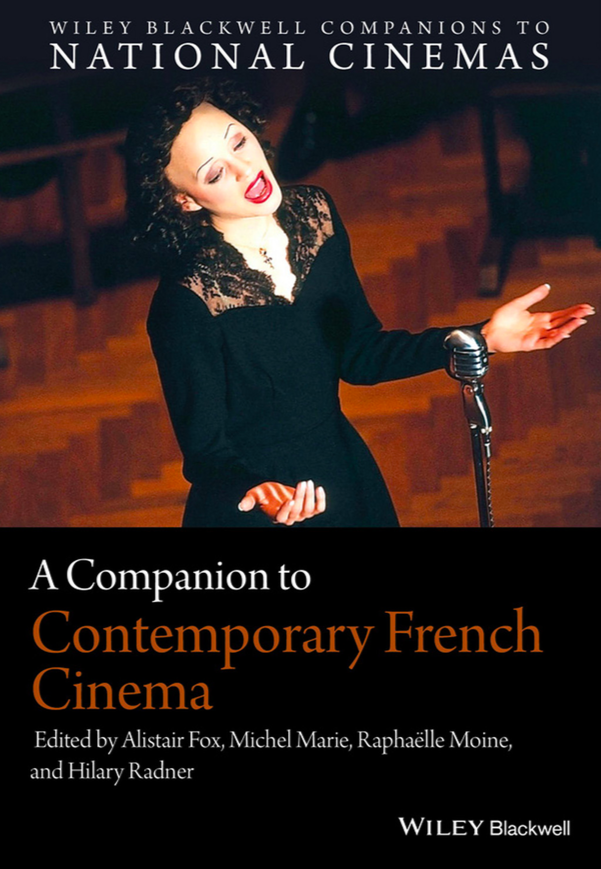 WILEY BLACKWELL COMPANIONS TO
NATIONAL CINEMAS
A Companion to
Contemporary French
Cinema
Edited by Alistair Fox, Michel Marie, Raphaëlle Moine,
and Hilary Radner
WILEY Blackwell